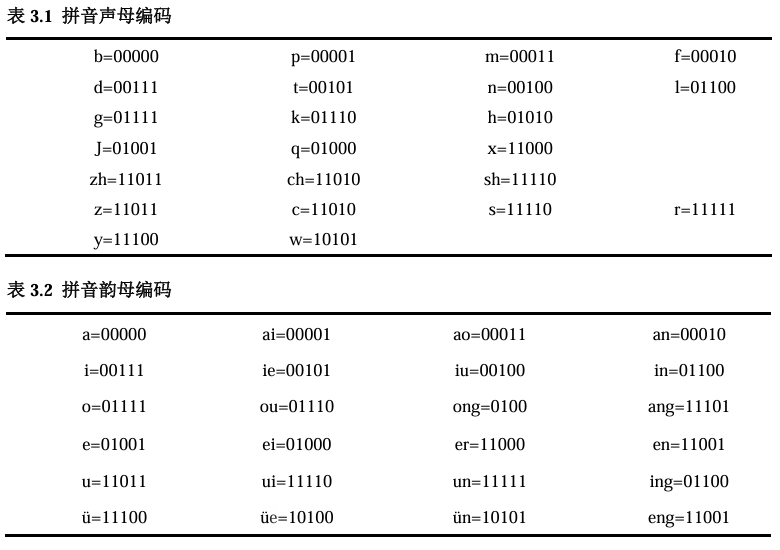 表 3.1 拼音声母编码
b=00000 p=00001 m=00011 f=00010
d=00111 t=00101 n=00100 l=01100
g=01111 k=01110 h=01010
J=01001 q=01000 x=11000
zh=11011 ch=11010 sh=11110
z=11011 c=11010 s=11110 r=11111
y=11100 w=10101
表 3.2 拼音韵母编码
a=00000 ai=00001 ao=00011 an=00010
i=00111 ie=00101 iu=00100 in=01100
o=01111 ou=01110 ong=0100 ang=11101
e=01001 ei=01000 er=11000 en=11001
u=11011 ui=11110 un=11111 ing=01100
ü=11100 üe=10100 ün=10101 eng=11001